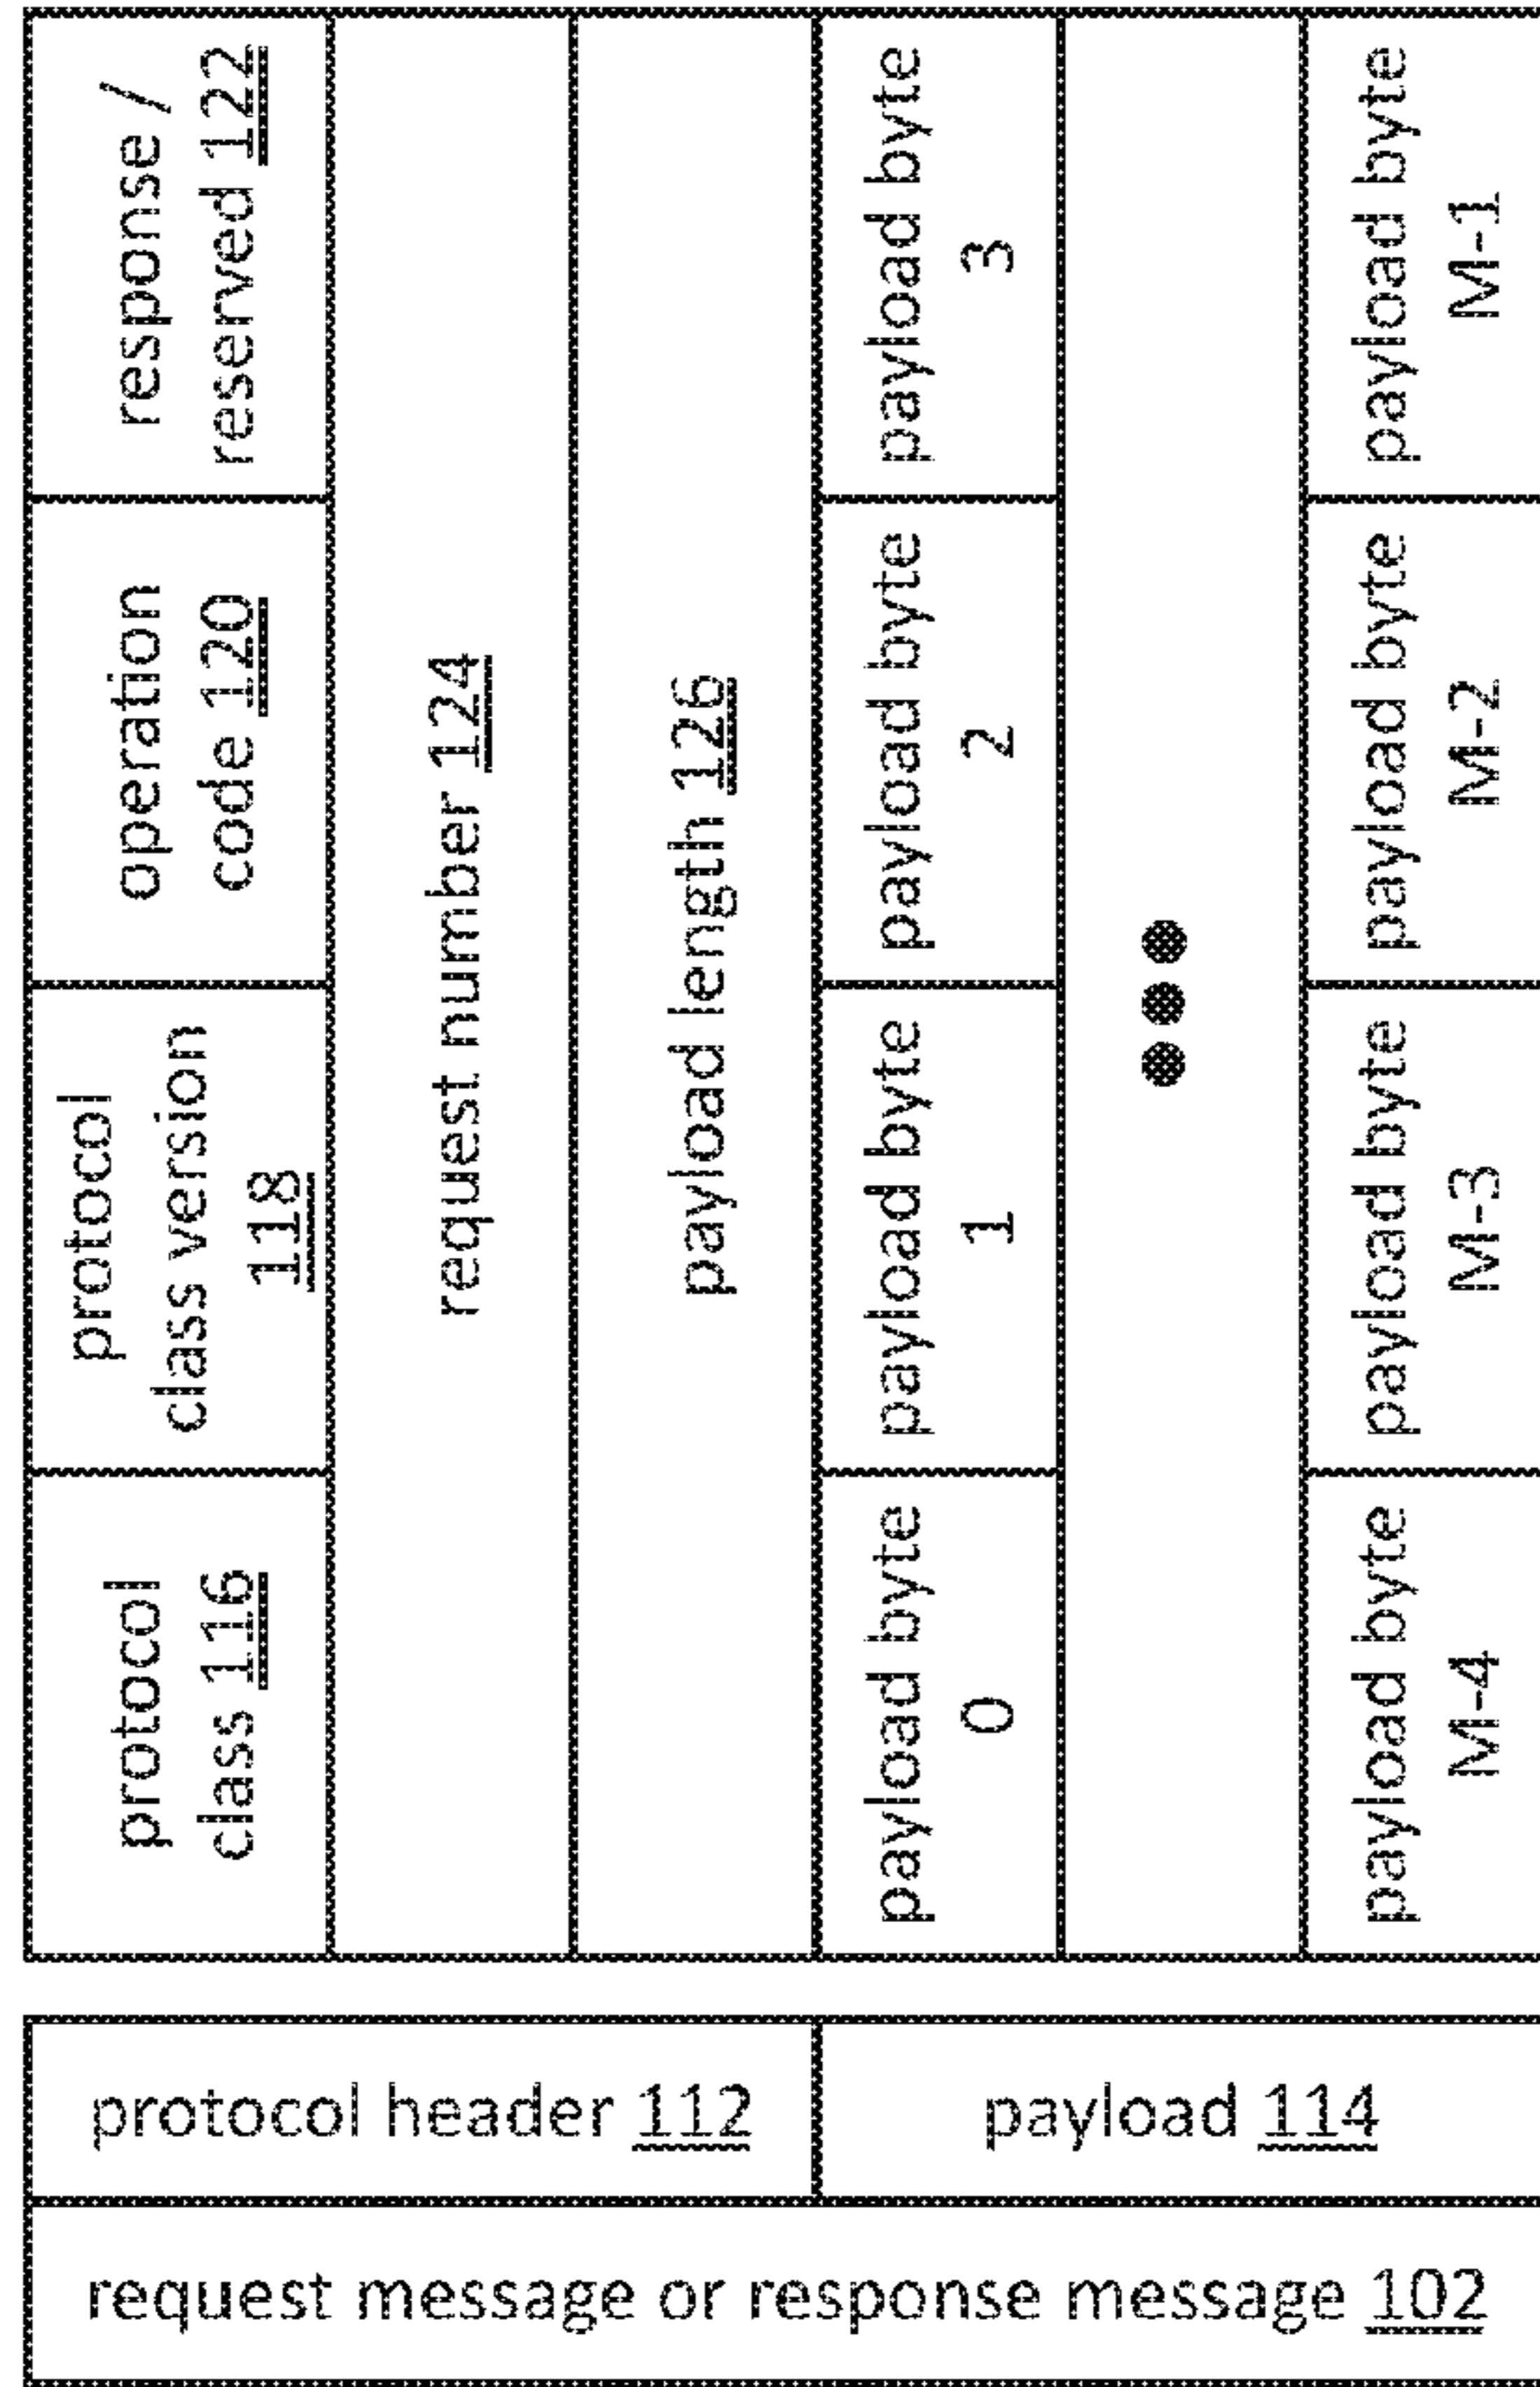 request message or response message 102
protocol header 112
payload 114
protocol
class 116
protocol
class version
118
operation
code 120
response /
reserved 122
request number 124
payload length 126
payload byte
0
payload byte
1
payload byte
2
payload byte
3
payload byte
M-4
payload byte
M-3
payload byte
M-2
payload byte
M-1